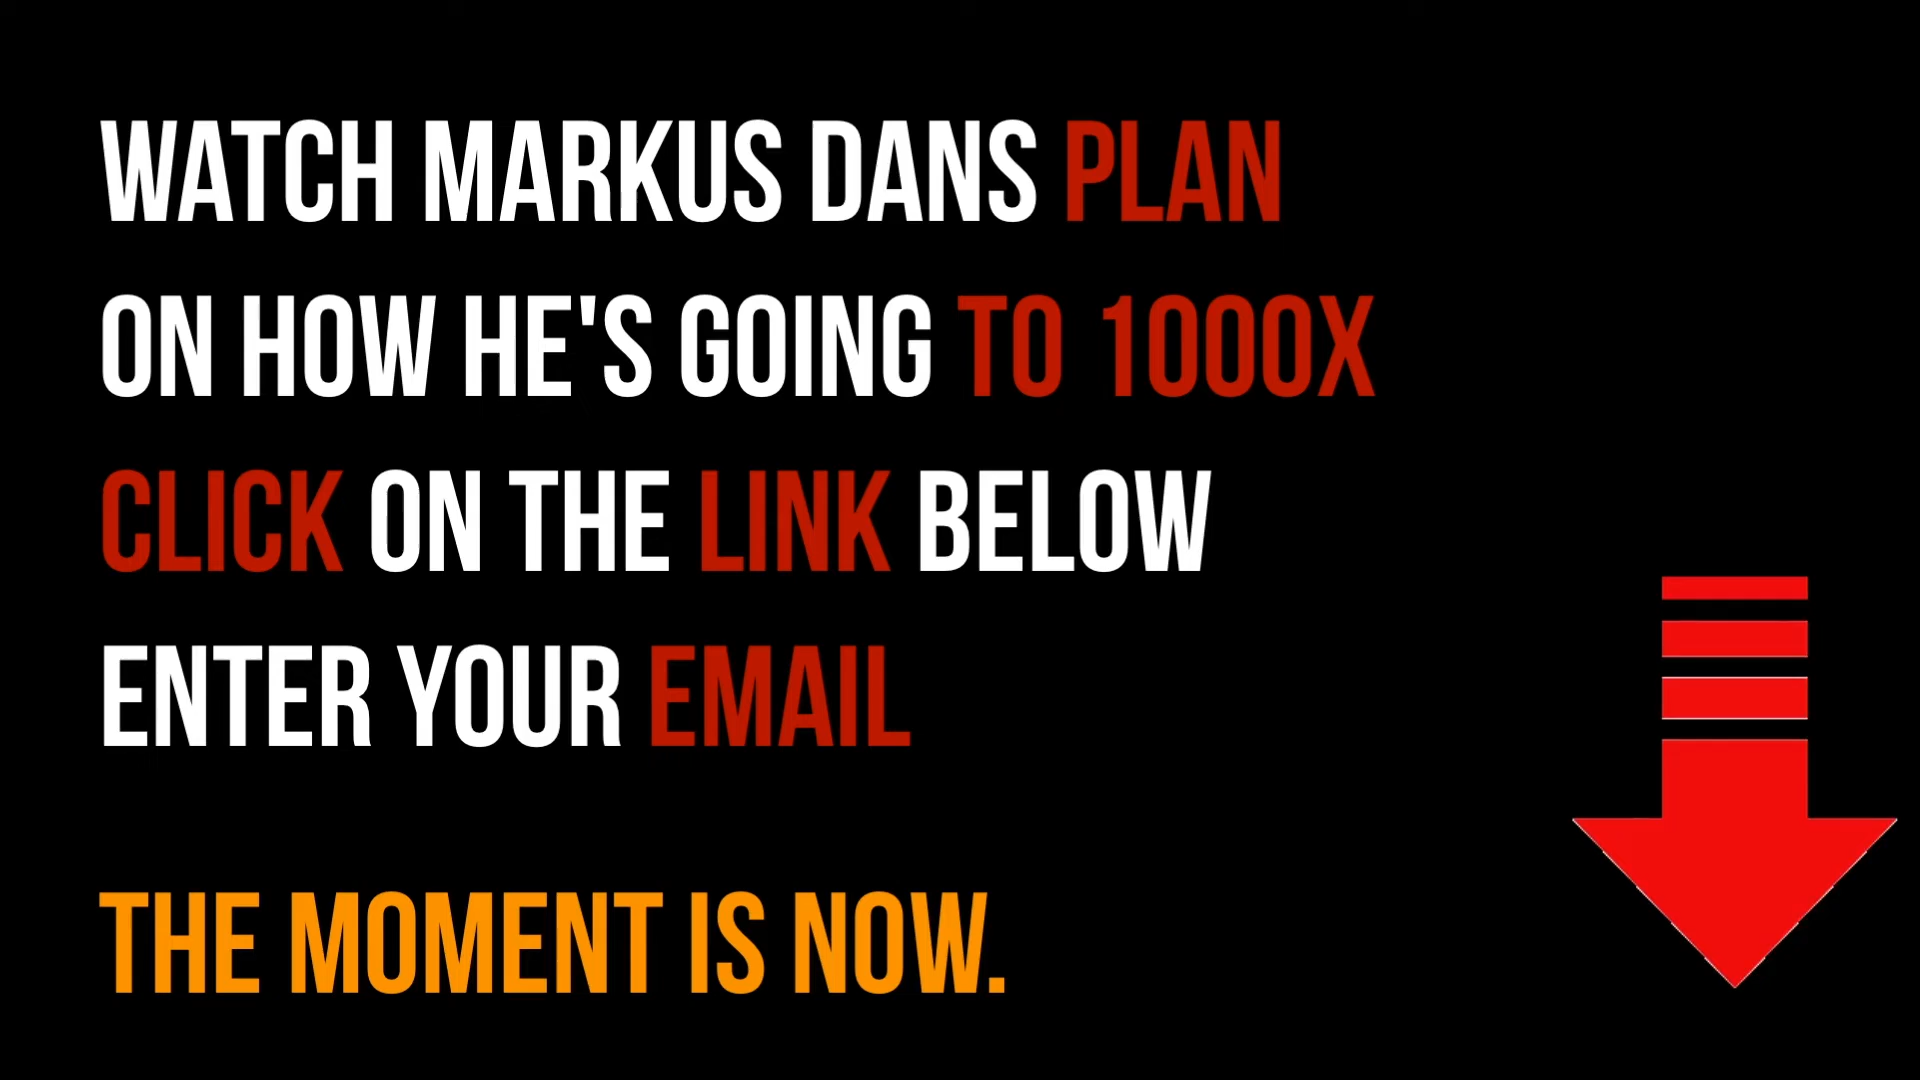 WATCH MARKUS DANS PLAN
ON HOW HE'S GOING TO 1000X
CLICK ON THE LINK BELOW
ENTER YOUR EMAIL
THE MOMENT IS NOW.